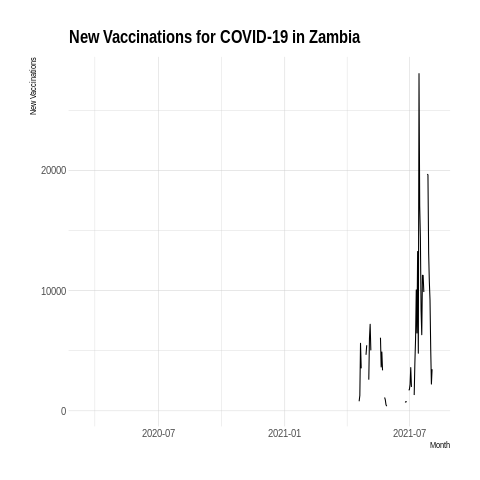 New Vaccinations for COVID-19 in Zambia
New Vaccinations
20000
10000
0
2020-07
2021-01
2021-07
Month